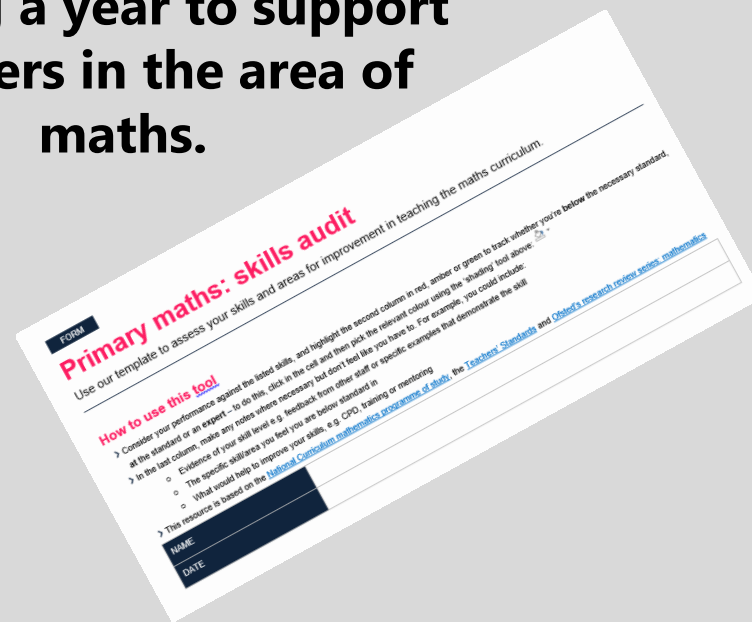 a year to support
ers in the area of
maths.
FORM
Primary maths: skills audit
Use our template to assess your skills and areas for improvement in teaching the maths curriculum.
How to use this tool
› Consider your performance against the listed skills, and highlight the second column in red, amber or green to track whether you're below the necessary standard,
at the standard or an expert – to do this, click in the cell and then pick the relevant colour using the 'shading' tool above:
› In the last column, make any notes where necessary but don't feel like you have to. For example, you could include:
o Evidence of your skill level e.g. feedback from other staff or specific examples that demonstrate the skill
o The specific skill/area you feel you are below standard in
o What would help to improve your skills, e.g. CPD, training or mentoring
› This resource is based on the National Curriculum mathematics programme of study, the Teachers' Standards and Ofsted's research review series: mathematics
NAME
DATE